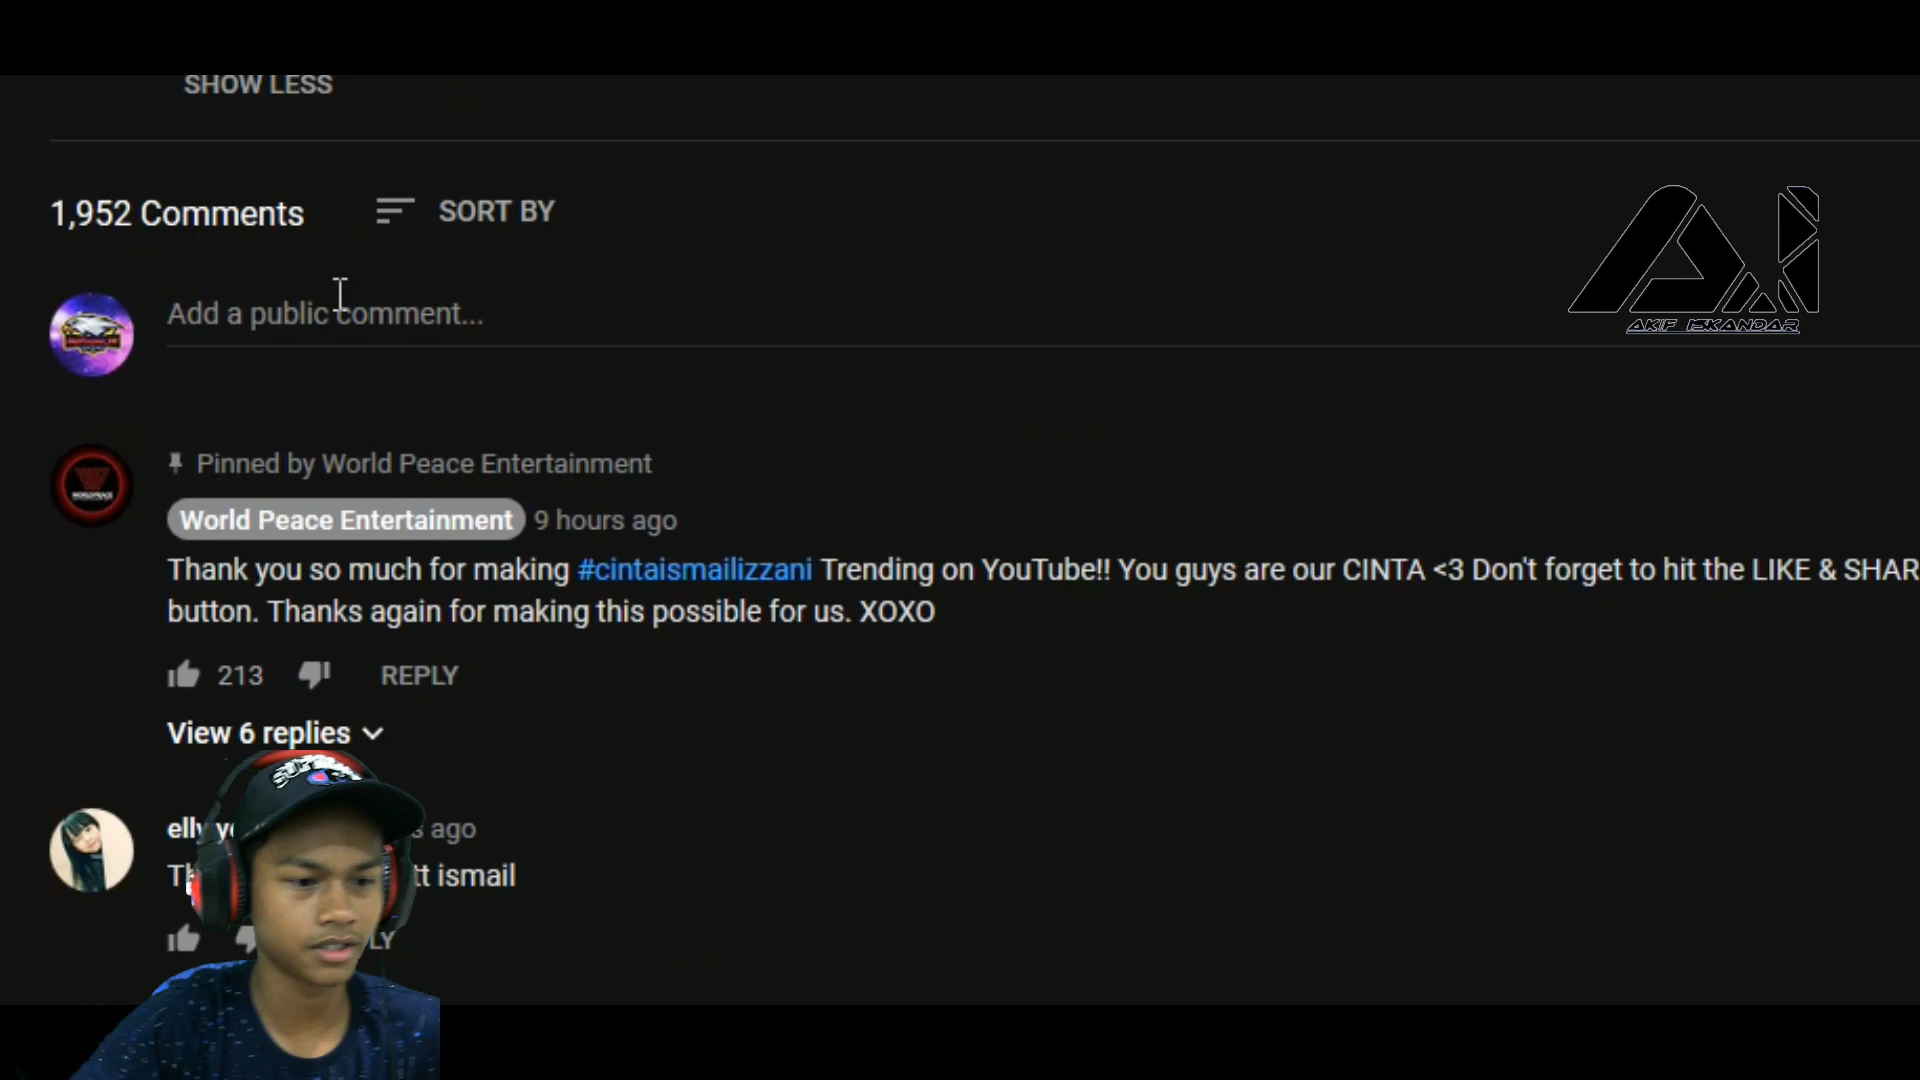 SHOW LESS
1,952 Comments
SORT BY
Add a public comment...
AKIF ISKANDAR
Pinned by World Peace Entertainment
World Peace Entertainment 9 hours ago
Thank you so much for making #cintaismailizzani Trending on YouTube!! You guys are our CINTA <3 Don't forget to hit the LIKE & SHAR
button. Thanks again for making this possible for us. XOXO
213 REPLY
View 6 replies
elly ago
ismail